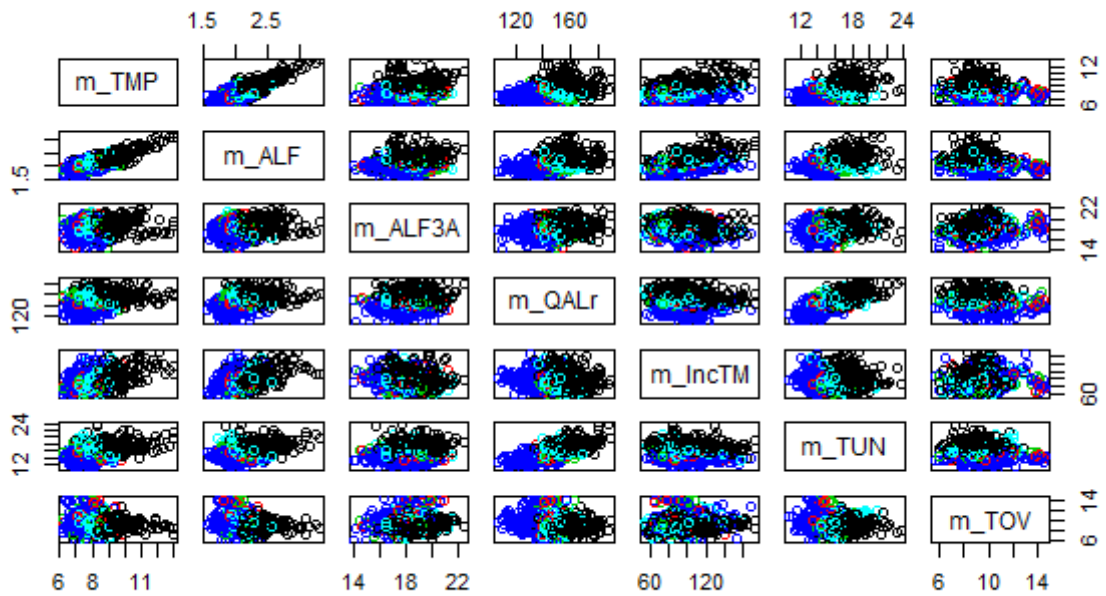 1.5 2.5 120 160 12 18 24
m_TMP 6 12
1.5 m_ALF
m_ALF3A 14 22
120 m_QALr
m_IncTM 60
12 24 m_TUN
m_TOV 6 14
6 8 11 14 18 22 60 120 6 10 14